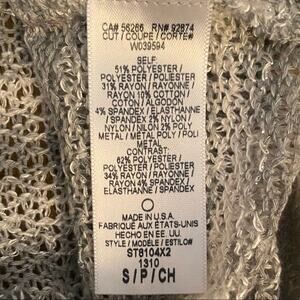 CA# 56266 RN# 92874
CUT / COUPE / CORTE#
W039594
SELF:
51% POLYESTER /
POLYESTER / POLIESTER
31% RAYON / RAYONNE /
RAYON 10% COTTON /
COTON / ALGODON
4% SPANDEX / ELASTHANNE
/ SPANDEX 2% NYLON /
NYLON / NILON 2% POLY
METAL / METAL POLY / POLI
METAL
CONTRAST:
62% POLYESTER /
POLYESTER / POLIESTER
34% RAYON / RAYONNE /
RAYON 4% SPANDEX /
ELASTHANNE / SPANDEX
MADE IN U.S.A.
FABRIQUÉ AUX ÉTATS-UNIS
HECHO EN EE. UU.
STYLE / MODÈLE / ESTILO#
ST8104X2
1310
S / P / CH